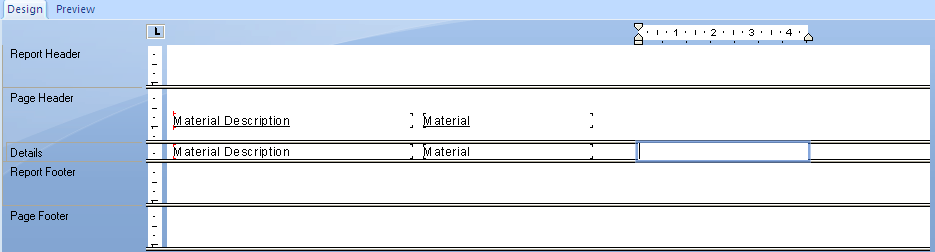 Design Preview
L
1 2 3 4
Report Header
Page Header
Material Description Material
Details Material Description Material
Report Footer
Page Footer